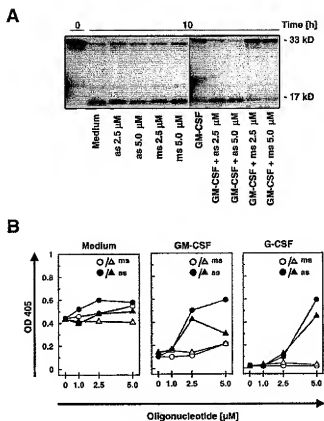 A
0 10 Time [h]
- 33 kD
- 17 kD
Medium
as 2.5 µM
as 5.0 µM
ms 2.5 µM
ms 5.0 µM
GM-CSF
GM-CSF + as 2.5 µM
GM-CSF + as 5.0 µM
GM-CSF + ms 2.5 µM
GM-CSF + ms 5.0 µM
B
Medium GM-CSF G-CSF
○/△ ms ○/△ ms ○/△ ms
●/▲ as ●/▲ as ●/▲ as
OD 405
1
0.8
0.6
0.4
0.2
0
0 1.0 2.5 5.0 0 1.0 2.5 5.0 0 1.0 2.5 5.0
Oligonucleotide [µM]